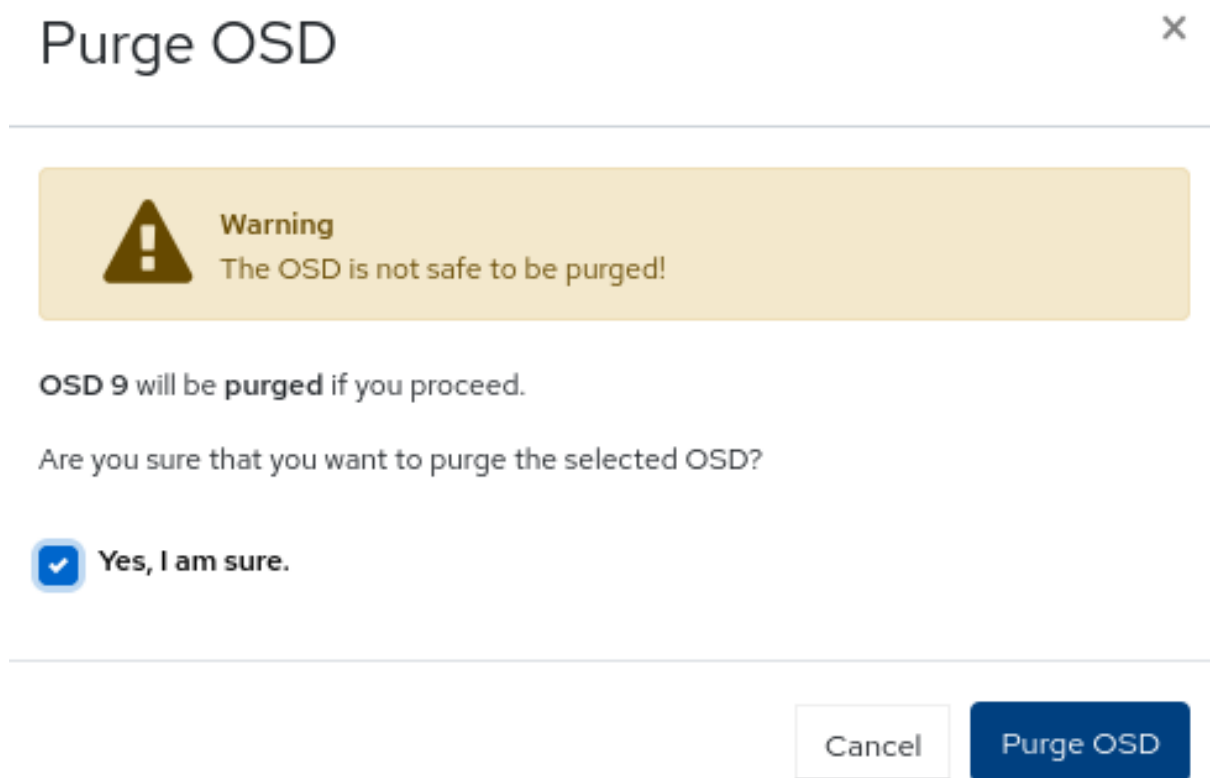 Purge OSD
×
Warning
The OSD is not safe to be purged!
OSD 9 will be purged if you proceed.
Are you sure that you want to purge the selected OSD?
Yes, I am sure.
Cancel
Purge OSD